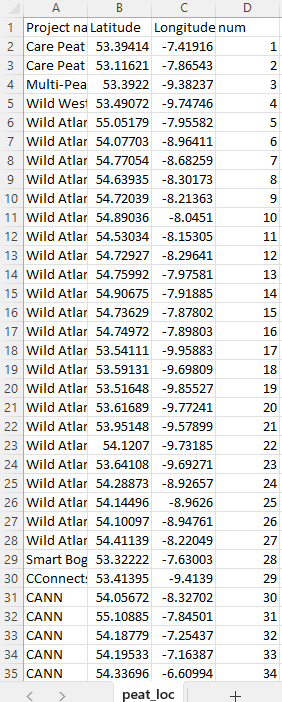 A B C D
1 Project na Latitude Longitude num
2 Care Peat 53.39414 -7.41916 1
3 Care Peat 53.11621 -7.86543 2
4 Multi-Pea 53.3922 -9.38237 3
5 Wild West 53.49072 -9.74746 4
6 Wild Atlar 55.05179 -7.95582 5
7 Wild Atlar 54.07703 -8.96411 6
8 Wild Atlar 54.77054 -8.68259 7
9 Wild Atlar 54.63935 -8.30173 8
10 Wild Atlar 54.72039 -8.21363 9
11 Wild Atlar 54.89036 -8.0451 10
12 Wild Atlar 54.53034 -8.15305 11
13 Wild Atlar 54.72927 -8.29641 12
14 Wild Atlar 54.75992 -7.97581 13
15 Wild Atlar 54.90675 -7.91885 14
16 Wild Atlar 54.73629 -7.87802 15
17 Wild Atlar 54.74972 -7.89803 16
18 Wild Atlar 53.54111 -9.95883 17
19 Wild Atlar 53.59131 -9.69809 18
20 Wild Atlar 53.51648 -9.85527 19
21 Wild Atlar 53.61689 -9.77241 20
22 Wild Atlar 53.95148 -9.57899 21
23 Wild Atlar 54.1207 -9.73185 22
24 Wild Atlar 53.64108 -9.69271 23
25 Wild Atlar 54.28873 -8.92657 24
26 Wild Atlar 54.14496 -8.9626 25
27 Wild Atlar 54.10097 -8.94761 26
28 Wild Atlar 54.41139 -8.22049 27
29 Smart Bog 53.32222 -7.63003 28
30 CConnects 53.41395 -9.4139 29
31 CANN 54.05672 -8.32702 30
32 CANN 55.10885 -7.84501 31
33 CANN 54.18779 -7.25437 32
34 CANN 54.19533 -7.16387 33
35 CANN 54.33696 -6.60994 34
peat_loc